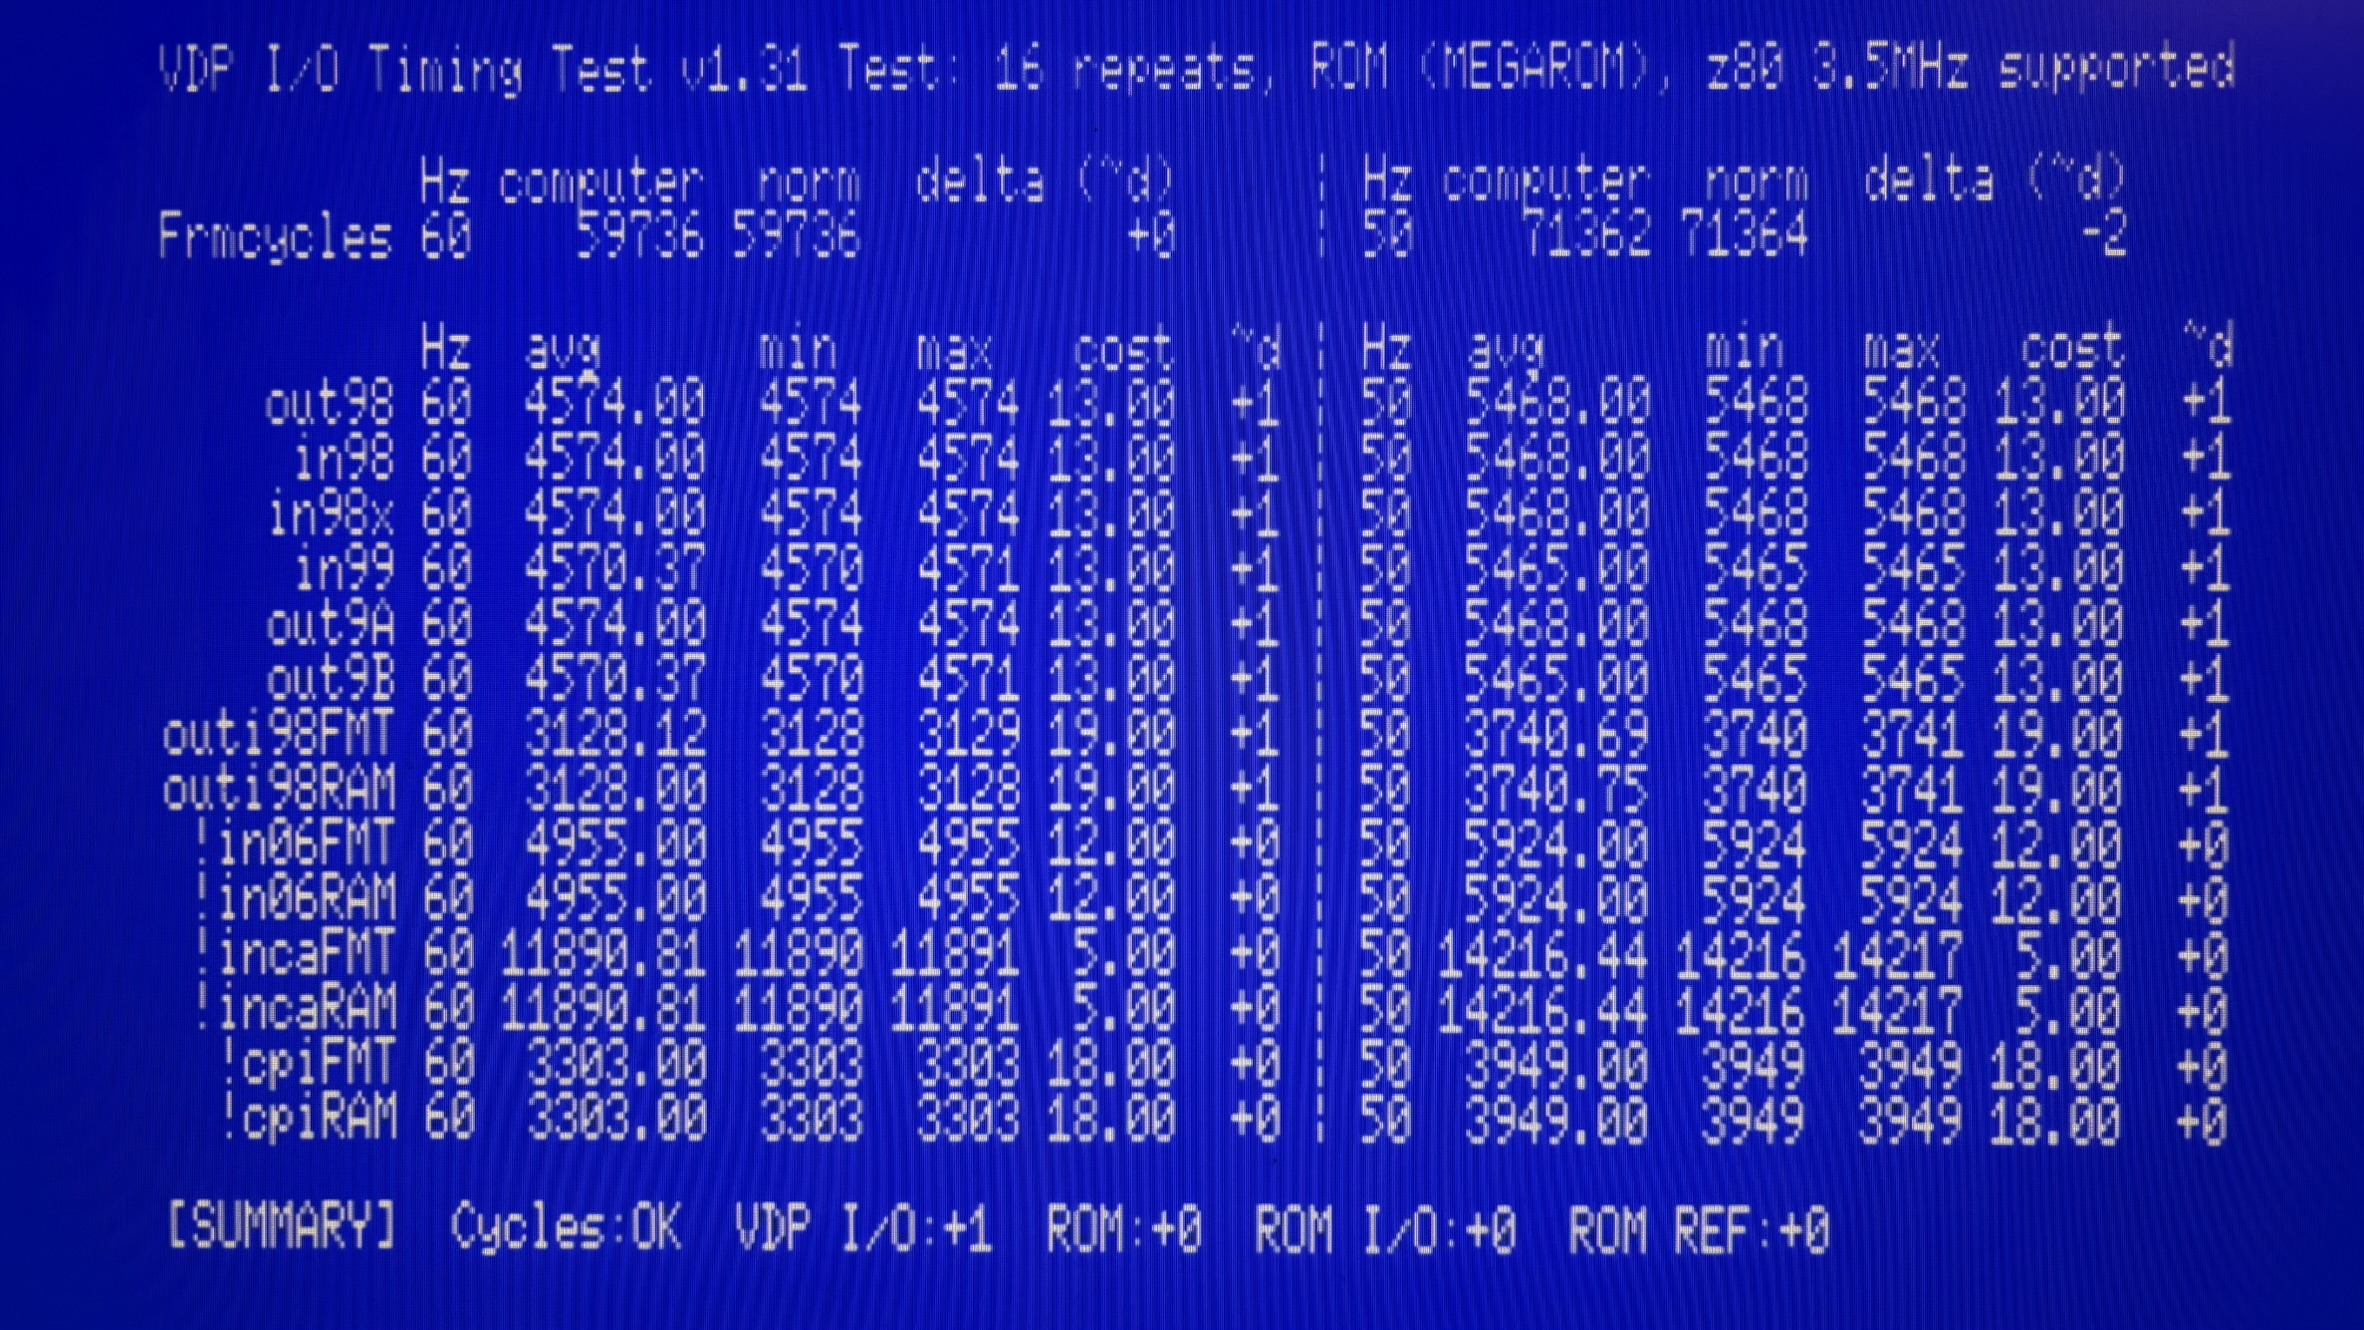 VDP I/O Timing Test v1.31 Test: 16 repeats, ROM (MEGAROM), z80 3.5MHz supported
Hz computer norm delta (~d) ¦ Hz computer norm delta (~d)
Frmcycles 60 59736 59736 +0 ¦ 50 71362 71364 -2
Hz avg min max cost ~d ¦ Hz avg min max cost ~d
out98 60 4574.00 4574 4574 13.00 +1 ¦ 50 5468.00 5468 5468 13.00 +1
in98 60 4574.00 4574 4574 13.00 +1 ¦ 50 5468.00 5468 5468 13.00 +1
in98x 60 4574.00 4574 4574 13.00 +1 ¦ 50 5468.00 5468 5468 13.00 +1
in99 60 4570.37 4570 4571 13.00 +1 ¦ 50 5465.00 5465 5465 13.00 +1
out9A 60 4574.00 4574 4574 13.00 +1 ¦ 50 5468.00 5468 5468 13.00 +1
out9B 60 4570.37 4570 4571 13.00 +1 ¦ 50 5465.00 5465 5465 13.00 +1
outi98FMT 60 3128.12 3128 3129 19.00 +1 ¦ 50 3740.69 3740 3741 19.00 +1
outi98RAM 60 3128.00 3128 3128 19.00 +1 ¦ 50 3740.75 3740 3741 19.00 +1
!in06FMT 60 4955.00 4955 4955 12.00 +0 ¦ 50 5924.00 5924 5924 12.00 +0
!in06RAM 60 4955.00 4955 4955 12.00 +0 ¦ 50 5924.00 5924 5924 12.00 +0
!incaFMT 60 11890.81 11890 11891 5.00 +0 ¦ 50 14216.44 14216 14217 5.00 +0
!incaRAM 60 11890.81 11890 11891 5.00 +0 ¦ 50 14216.44 14216 14217 5.00 +0
!cpiFMT 60 3303.00 3303 3303 18.00 +0 ¦ 50 3949.00 3949 3949 18.00 +0
!cpiRAM 60 3303.00 3303 3303 18.00 +0 ¦ 50 3949.00 3949 3949 18.00 +0
[SUMMARY] Cycles:OK VDP I/O:+1 ROM:+0 ROM I/O:+0 ROM REF:+0